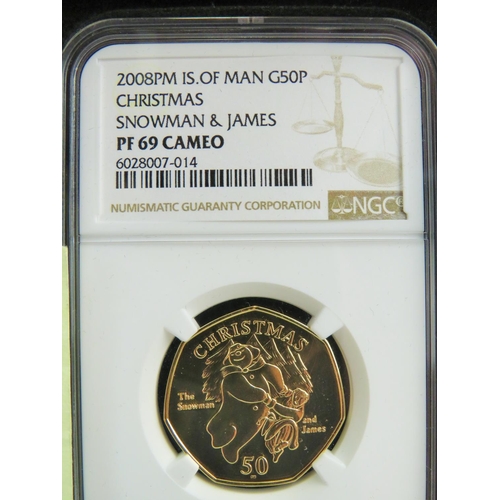 2008PM IS.OF MAN G50P
CHRISTMAS
SNOWMAN & JAMES
PF 69 CAMEO
6028007-014
NUMISMATIC GUARANTY CORPORATION
NGC
CHRISTMAS
The
Snowman
and
James
50